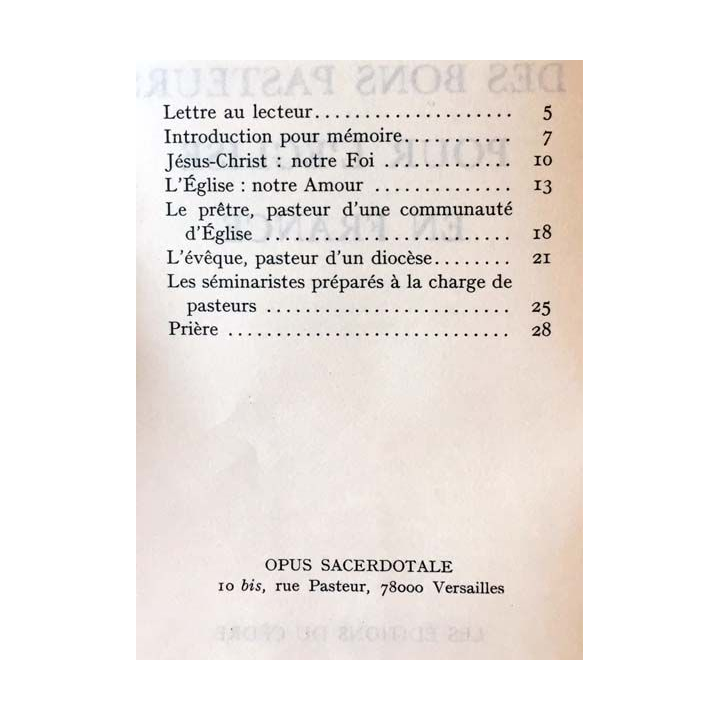 Lettre au lecteur.................... 5
Introduction pour mémoire.......... 7
Jésus-Christ : notre Foi ............ 10
L'Église : notre Amour ............. 13
Le prêtre, pasteur d'une communauté
d'Église ....................... 18
L'évêque, pasteur d'un diocèse....... 21
Les séminaristes préparés à la charge de
pasteurs ....................... 25
Prière ........................... 28
OPUS SACERDOTALE
10 bis, rue Pasteur, 78000 Versailles